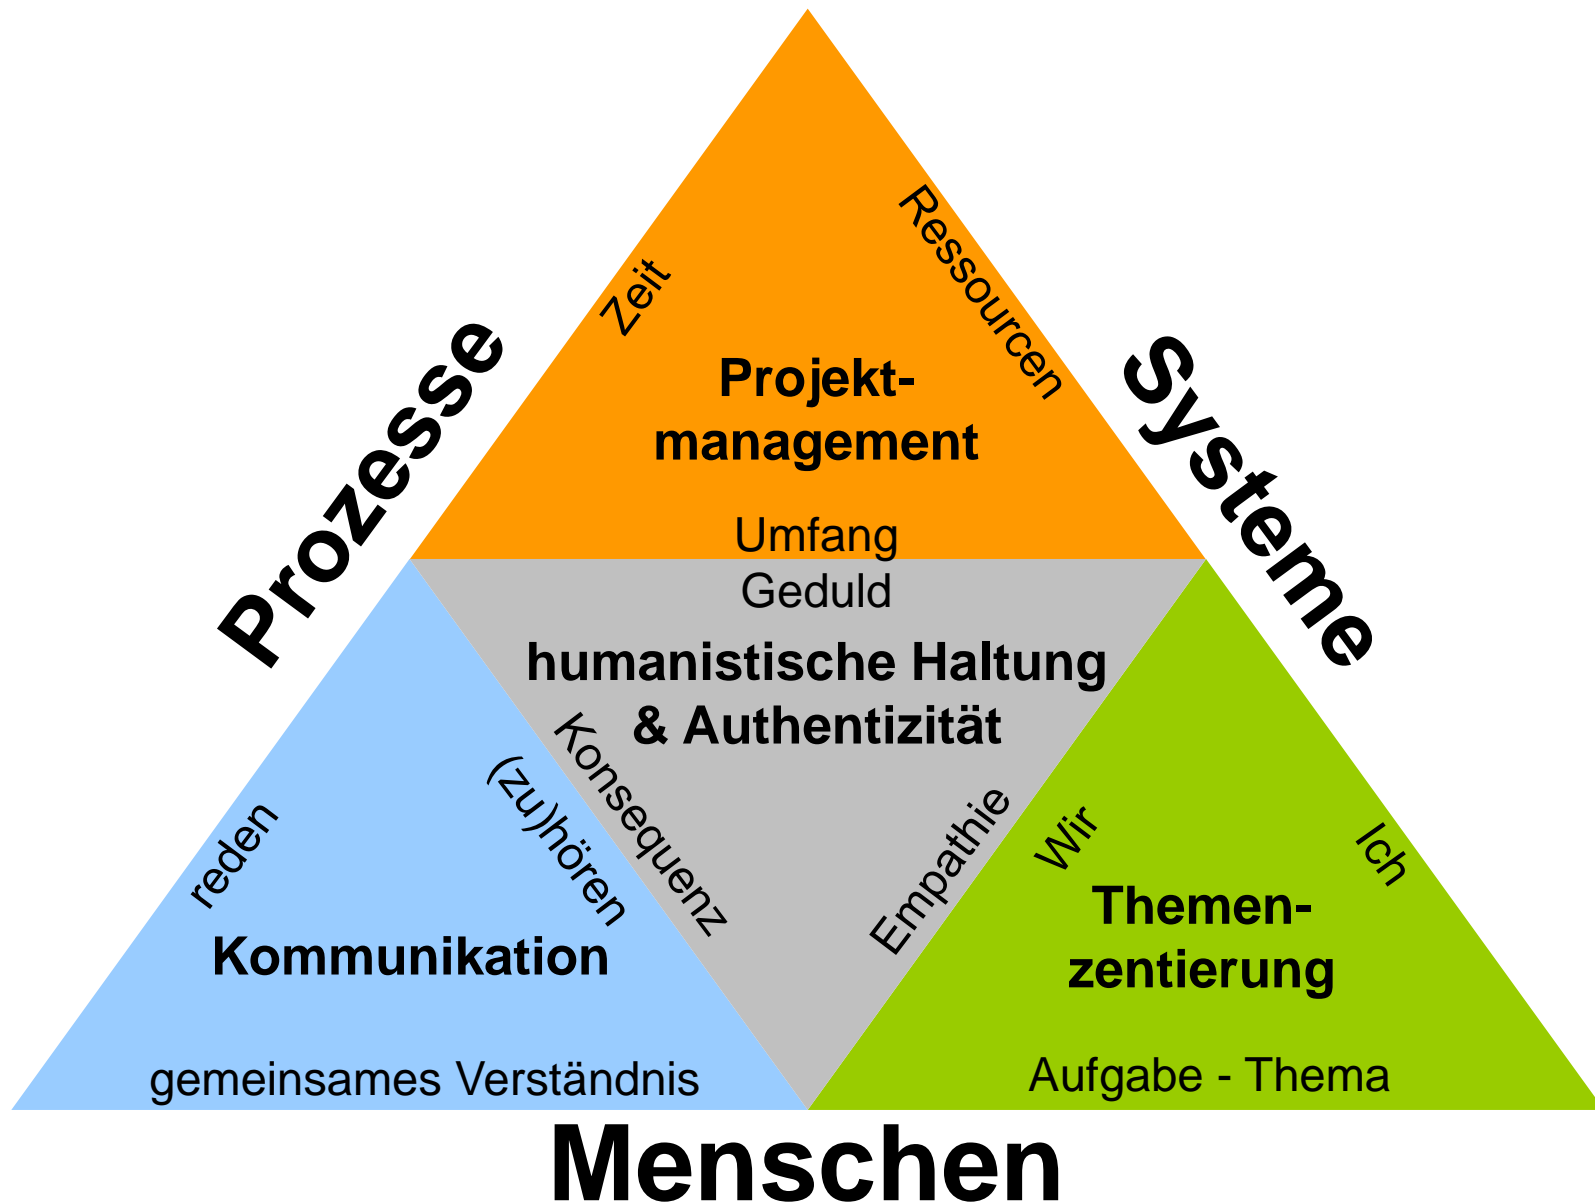 Zeit
Ressourcen
Prozesse
Systeme
Projekt-
management
Umfang
Geduld
humanistische Haltung
& Authentizität
Konsequenz
Empathie
reden
(zu)hören
Kommunikation
gemeinsames Verständnis
Wir
Ich
Themen-
zentierung
Aufgabe - Thema
Menschen